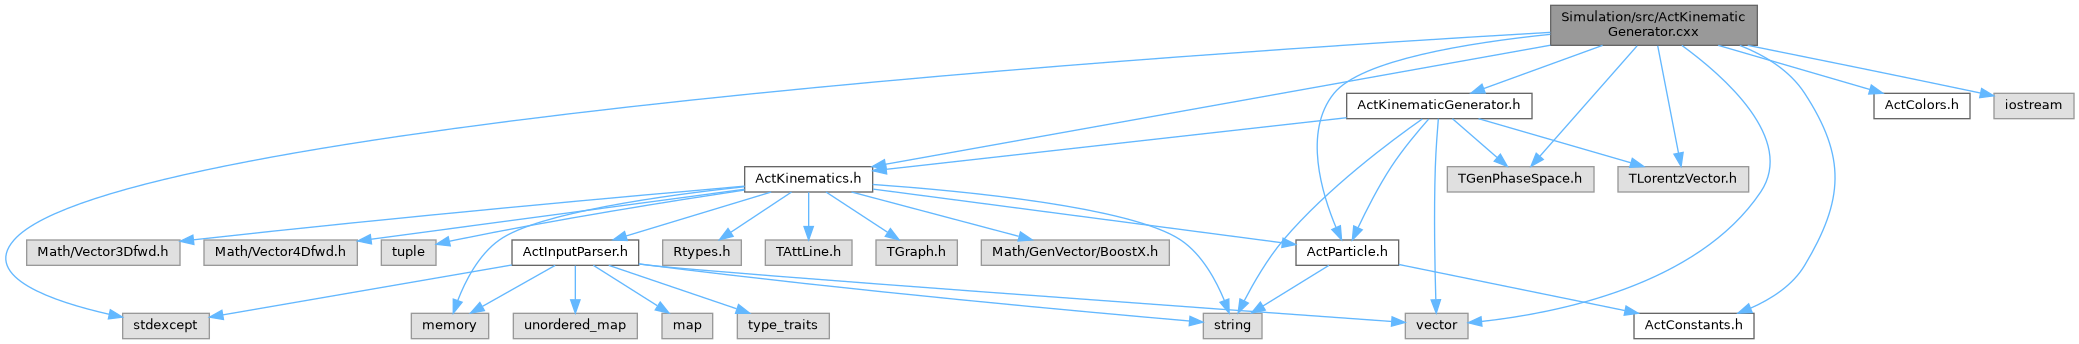 Simulation/src/ActKinematic
Generator.cxx
ActKinematicGenerator.h
ActColors.h
iostream
ActKinematics.h
TGenPhaseSpace.h
TLorentzVector.h
Math/Vector3Dfwd.h
Math/Vector4Dfwd.h
tuple
ActInputParser.h
Rtypes.h
TAttLine.h
TGraph.h
Math/GenVector/BoostX.h
ActParticle.h
stdexcept
memory
unordered_map
map
type_traits
string
vector
ActConstants.h